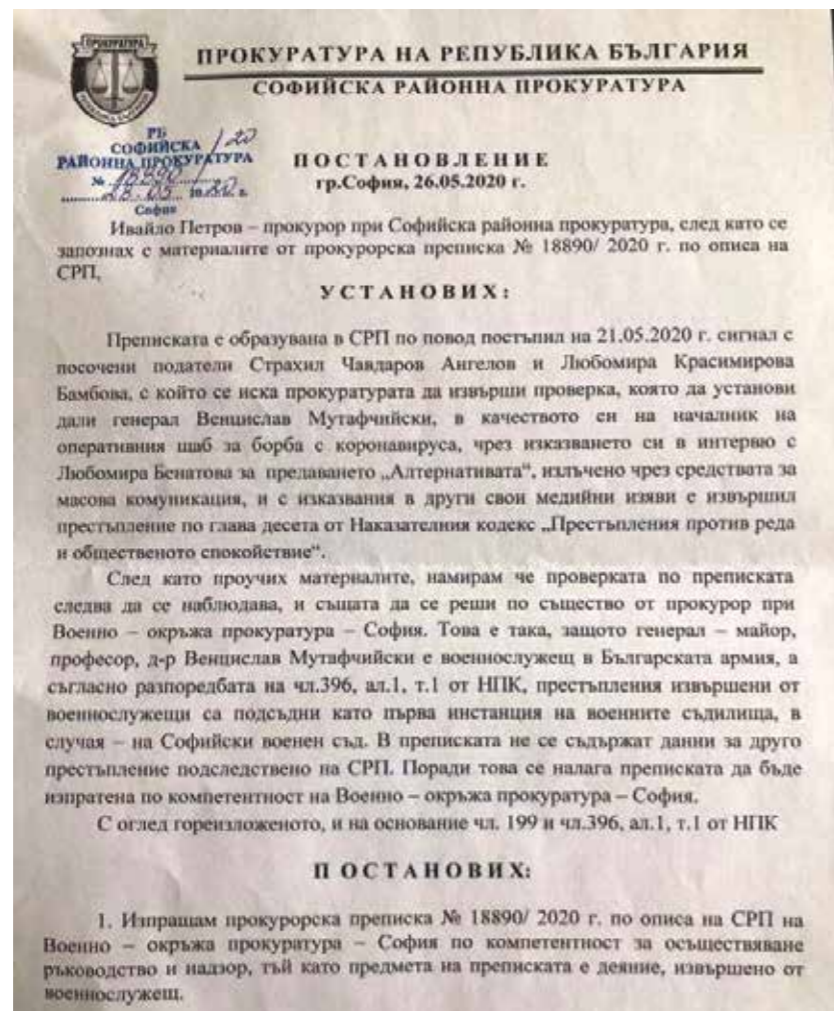 ПРОКУРАТУРА
ПРОКУРАТУРА НА РЕПУБЛИКА БЪЛГАРИЯ
СОФИЙСКА РАЙОННА ПРОКУРАТУРА
РБ
СОФИЙСКА / 20
РАЙОННА ПРОКУРАТУРА
№ 18890
28.05 2020 г.
София
ПОСТАНОВЛЕНИЕ
гр.София, 26.05.2020 г.
Ивайло Петров – прокурор при Софийска районна прокуратура, след като се
запознах с материалите от прокурорска преписка № 18890/ 2020 г. по описа на
СРП,
УСТАНОВИХ:
Преписката е образувана в СРП по повод постъпил на 21.05.2020 г. сигнал с
посочени податели Страхил Чавдаров Ангелов и Любомира Красимирова
Бамбова, с който се иска прокуратурата да извърши проверка, която да установи
дали генерал Венцислав Мутафчийски, в качеството си на началник на
оперативния щаб за борба с коронавируса, чрез изказването си в интервю с
Любомира Бенатова за предаването „Алтернативата“, излъчено чрез средствата за
масова комуникация, и с изказвания в други свои медийни изяви е извършил
престъпление по глава десета от Наказателния кодекс „Престъпления против реда
и общественото спокойствие“.
След като проучих материалите, намирам че проверката по преписката
следва да се наблюдава, и същата да се реши по същество от прокурор при
Военно – окръжа прокуратура – София. Това е така, защото генерал – майор,
професор, д-р Венцислав Мутафчийски е военнослужещ в Българската армия, а
съгласно разпоредбата на чл.396, ал.1, т.1 от НПК, престъпления извършени от
военнослужещи са подсъдни като първа инстанция на военните съдилища, в
случая – на Софийски военен съд. В преписката не се съдържат данни за друго
престъпление подследствено на СРП. Поради това се налага преписката да бъде
изпратена по компетентност на Военно – окръжа прокуратура – София.
С оглед гореизложеното, и на основание чл. 199 и чл.396, ал.1, т.1 от НПК
П ОСТАНОВИХ:
1. Изпращам прокурорска преписка № 18890/ 2020 г. по описа на СРП на
Военно – окръжа прокуратура – София по компетентност за осъществяване
ръководство и надзор, тъй като предмета на преписката е деяние, извършено от
военнослужещ.